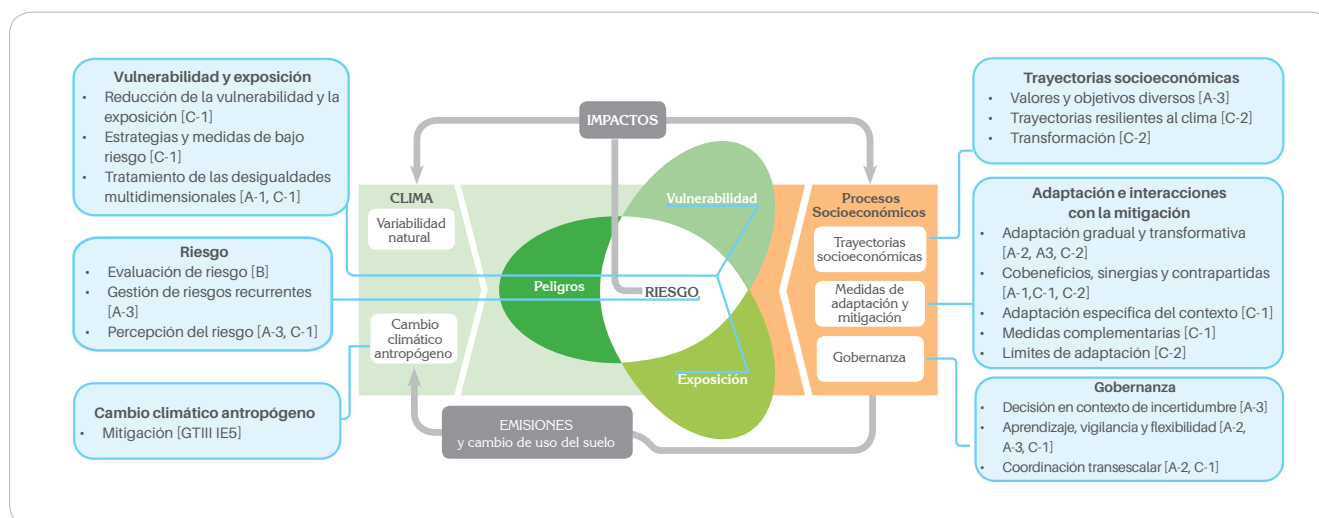 Vulnerabilidad y exposición
• Reducción de la vulnerabilidad y la
exposición [C-1]
• Estrategias y medidas de bajo
riesgo [C-1]
• Tratamiento de las desigualdades
multidimensionales [A-1, C-1]
Riesgo
• Evaluación de riesgo [B]
• Gestión de riesgos recurrentes
[A-3]
• Percepción del riesgo [A-3, C-1]
Cambio climático antropógeno
• Mitigación [GTIII IE5]
IMPACTOS
CLIMA
Variabilidad
natural
Cambio
climático
antropógeno
Vulnerabilidad
Peligros
RIESGO
Exposición
Procesos
Socioeconómicos
Trayectorias
socioeconómicas
Medidas de
adaptación y
mitigación
Gobernanza
EMISIONES
y cambio de uso del suelo
Trayectorias socioeconómicas
• Valores y objetivos diversos [A-3]
• Trayectorias resilientes al clima [C-2]
• Transformación [C-2]
Adaptación e interacciones
con la mitigación
• Adaptación gradual y transformativa
[A-2, A3, C-2]
• Cobeneficios, sinergias y contrapartidas
[A-1,C-1, C-2]
• Adaptación específica del contexto [C-1]
• Medidas complementarias [C-1]
• Límites de adaptación [C-2]
Gobernanza
• Decisión en contexto de incertidumbre [A-3]
• Aprendizaje, vigilancia y flexibilidad [A-2,
A-3, C-1]
• Coordinación transescalar [A-2, C-1]